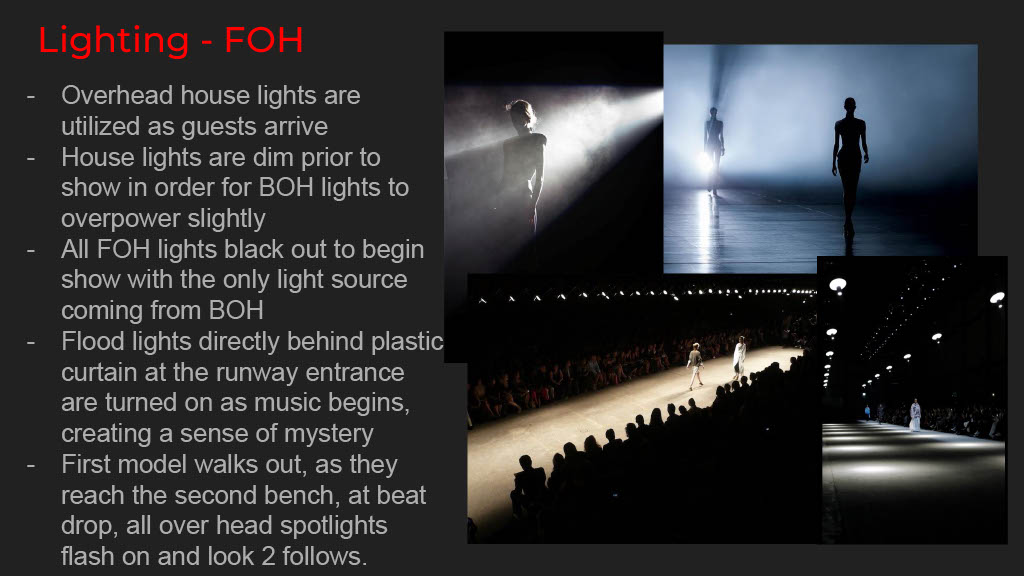 Lighting - FOH
- Overhead house lights are
utilized as guests arrive
- House lights are dim prior to
show in order for BOH lights to
overpower slightly
- All FOH lights black out to begin
show with the only light source
coming from BOH
- Flood lights directly behind plastic
curtain at the runway entrance
are turned on as music begins,
creating a sense of mystery
- First model walks out, as they
reach the second bench, at beat
drop, all over head spotlights
flash on and look 2 follows.